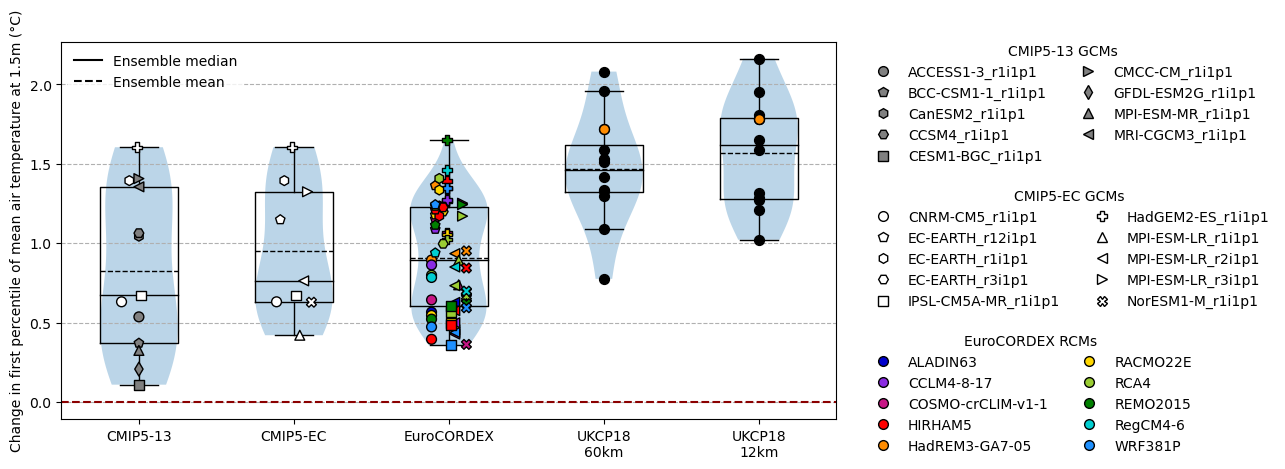 Change in first percentile of mean air temperature at 1.5m (°C)
Ensemble median
Ensemble mean
2.0
1.5
1.0
0.5
0.0
CMIP5-13
CMIP5-EC
EuroCORDEX
UKCP18
60km
UKCP18
12km
CMIP5-13 GCMs
ACCESS1-3_r1i1p1
BCC-CSM1-1_r1i1p1
CanESM2_r1i1p1
CCSM4_r1i1p1
CESM1-BGC_r1i1p1
CMCC-CM_r1i1p1
GFDL-ESM2G_r1i1p1
MPI-ESM-MR_r1i1p1
MRI-CGCM3_r1i1p1
CMIP5-EC GCMs
CNRM-CM5_r1i1p1
EC-EARTH_r12i1p1
EC-EARTH_r1i1p1
EC-EARTH_r3i1p1
IPSL-CM5A-MR_r1i1p1
HadGEM2-ES_r1i1p1
MPI-ESM-LR_r1i1p1
MPI-ESM-LR_r2i1p1
MPI-ESM-LR_r3i1p1
NorESM1-M_r1i1p1
EuroCORDEX RCMs
ALADIN63
CCLM4-8-17
COSMO-crCLIM-v1-1
HIRHAM5
HadREM3-GA7-05
RACMO22E
RCA4
REMO2015
RegCM4-6
WRF381P